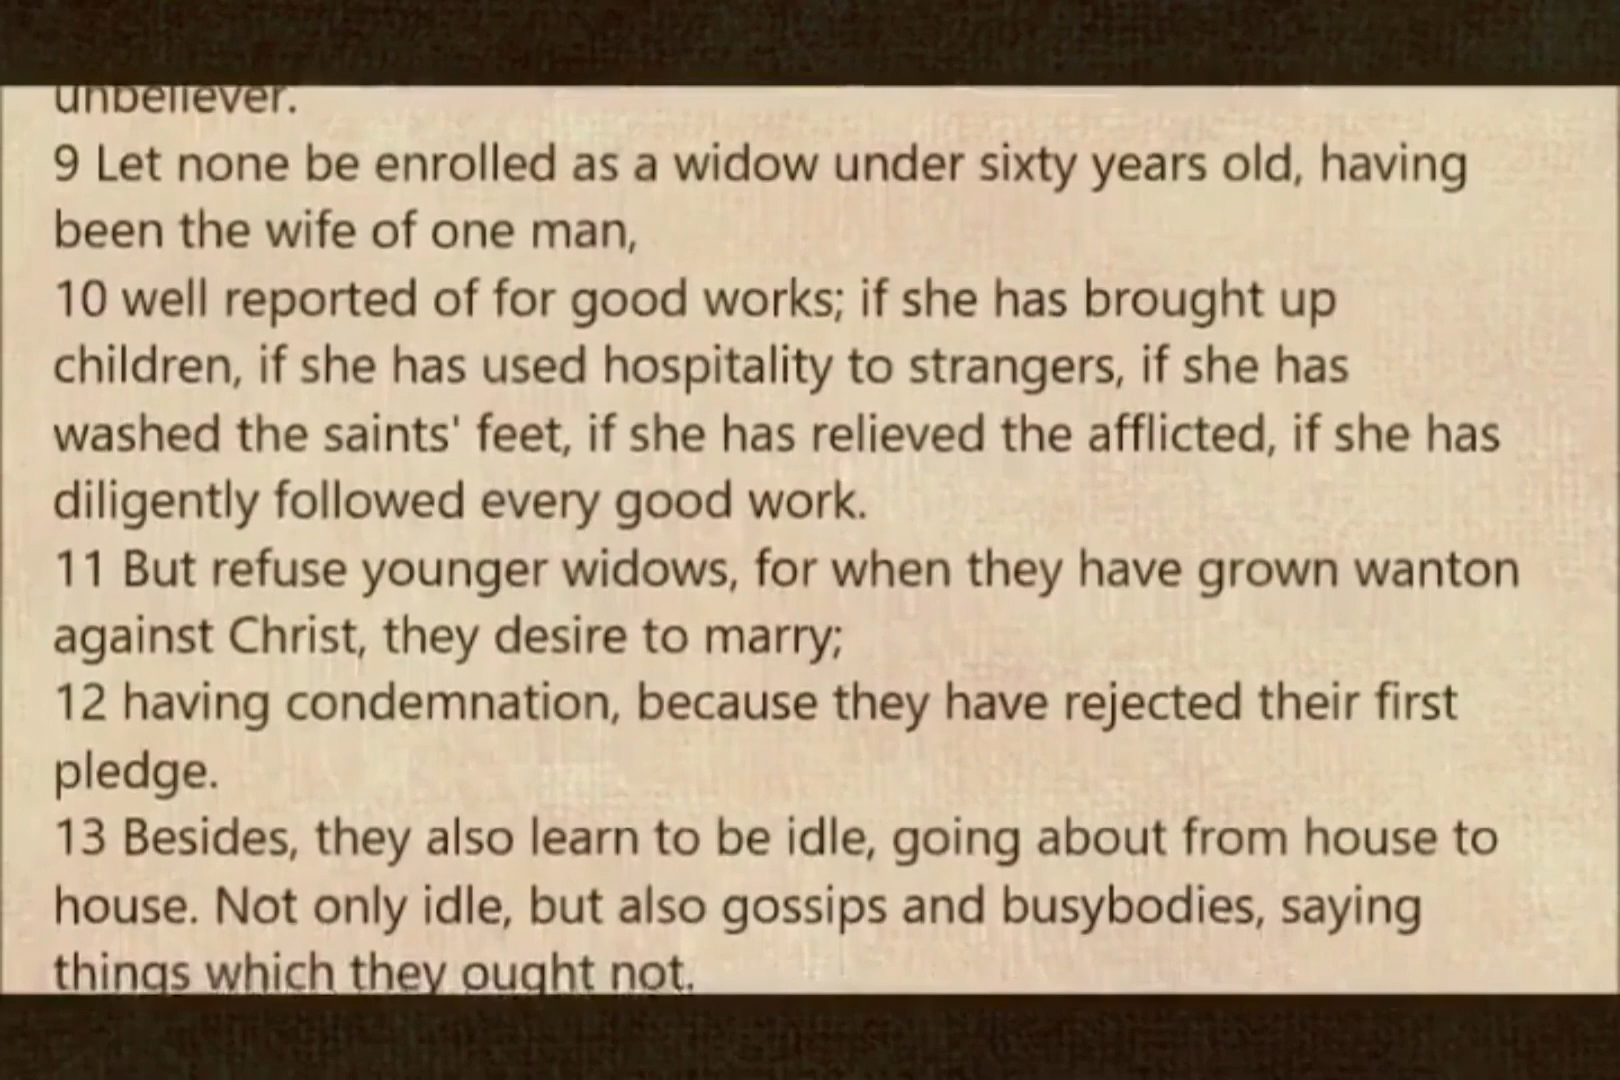 unbeliever.
9 Let none be enrolled as a widow under sixty years old, having
been the wife of one man,
10 well reported of for good works; if she has brought up
children, if she has used hospitality to strangers, if she has
washed the saints' feet, if she has relieved the afflicted, if she has
diligently followed every good work.
11 But refuse younger widows, for when they have grown wanton
against Christ, they desire to marry;
12 having condemnation, because they have rejected their first
pledge.
13 Besides, they also learn to be idle, going about from house to
house. Not only idle, but also gossips and busybodies, saying
things which they ought not.